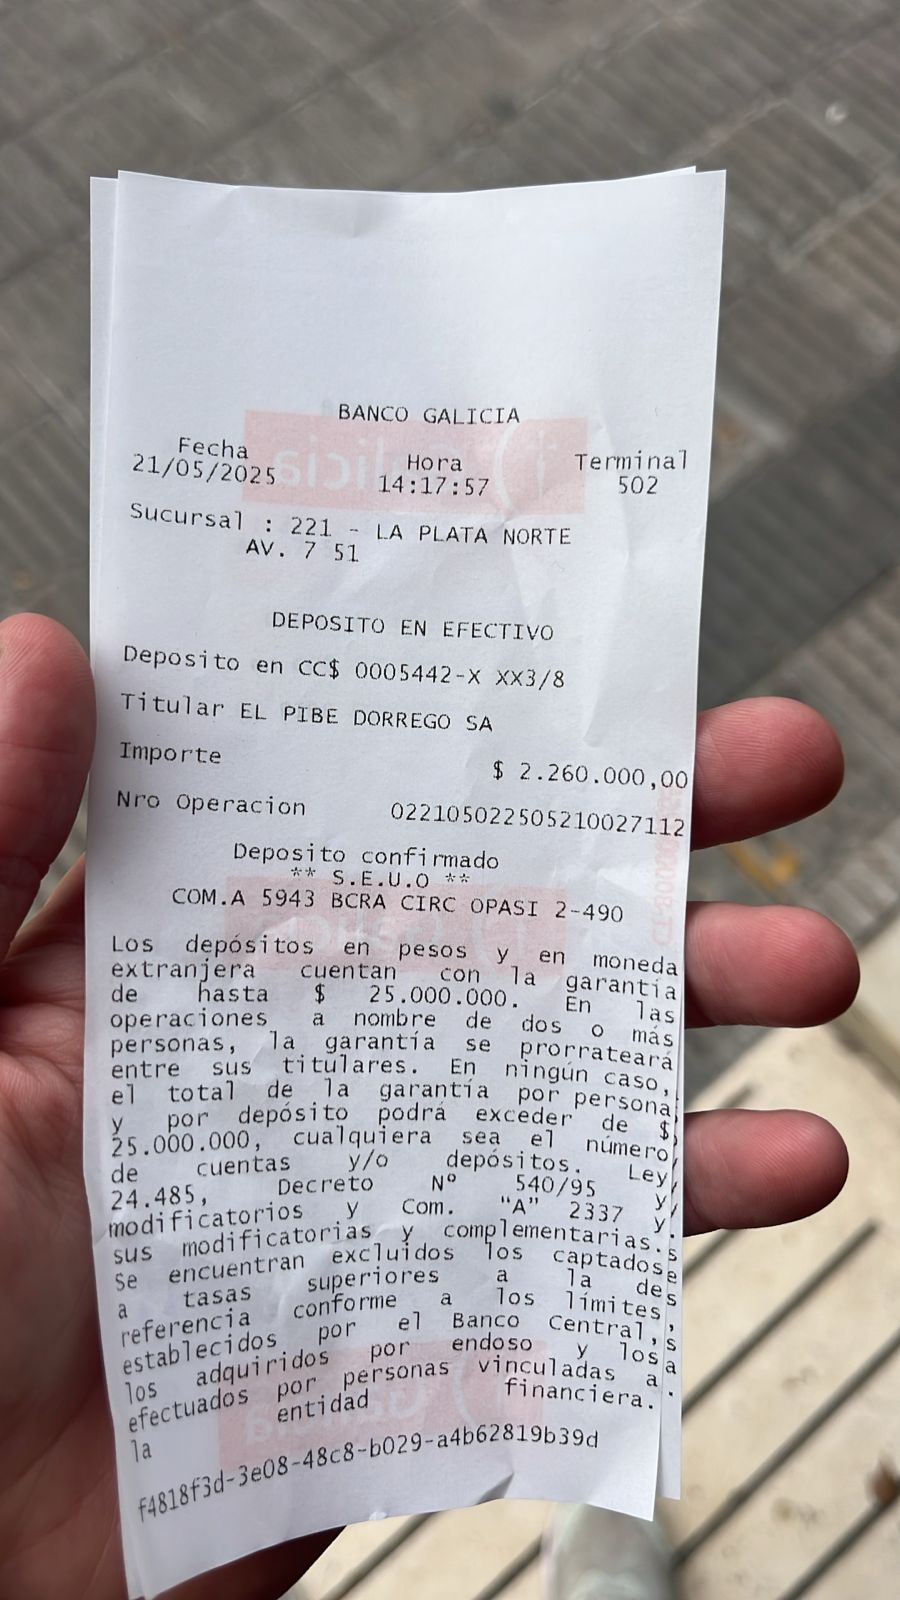 BANCO GALICIA
Fecha Hora Terminal
21/05/2025 14:17:57 502
Sucursal : 221 - LA PLATA NORTE
AV. 7 51
DEPOSITO EN EFECTIVO
Deposito en CC$ 0005442-X XX3/8
Titular EL PIBE DORREGO SA
Importe $ 2.260.000,00
Nro Operacion 022105022505210027112
Deposito confirmado
** S.E.U.O **
COM.A 5943 BCRA CIRC OPASI 2-490
Los depósitos en pesos y en moneda
extranjera cuentan con la garantía
de hasta $ 25.000.000. En las
operaciones a nombre de dos o más
personas, la garantía se prorrateará
entre sus titulares. En ningún caso,
el total de la garantía por persona
y por depósito podrá exceder de $
25.000.000, cualquiera sea el número
de cuentas y/o depósitos. Ley
24.485, Decreto Nº 540/95 y
modificatorios y Com. "A" 2337 y
sus modificatorias y complementarias.
Se encuentran excluidos los captados
a tasas superiores a la de
referencia conforme a los límites
establecidos por el Banco Central,
los adquiridos por endoso y los
efectuados por personas vinculadas a
la entidad financiera.
f4818f3d-3e08-48c8-b029-a4b62819b39d